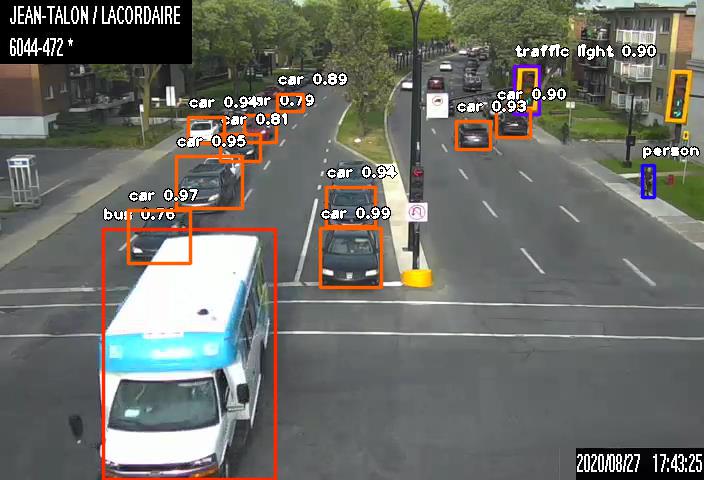 JEAN-TALON / LACORDAIRE
6044-472 *
traffic light 0.90
car 0.89
car 0.90
car 0.94
car 0.79
car 0.93
car 0.81
car 0.95
person
car 0.94
car 0.97
car 0.99
bus 0.76
2020/08/27 17:43:25